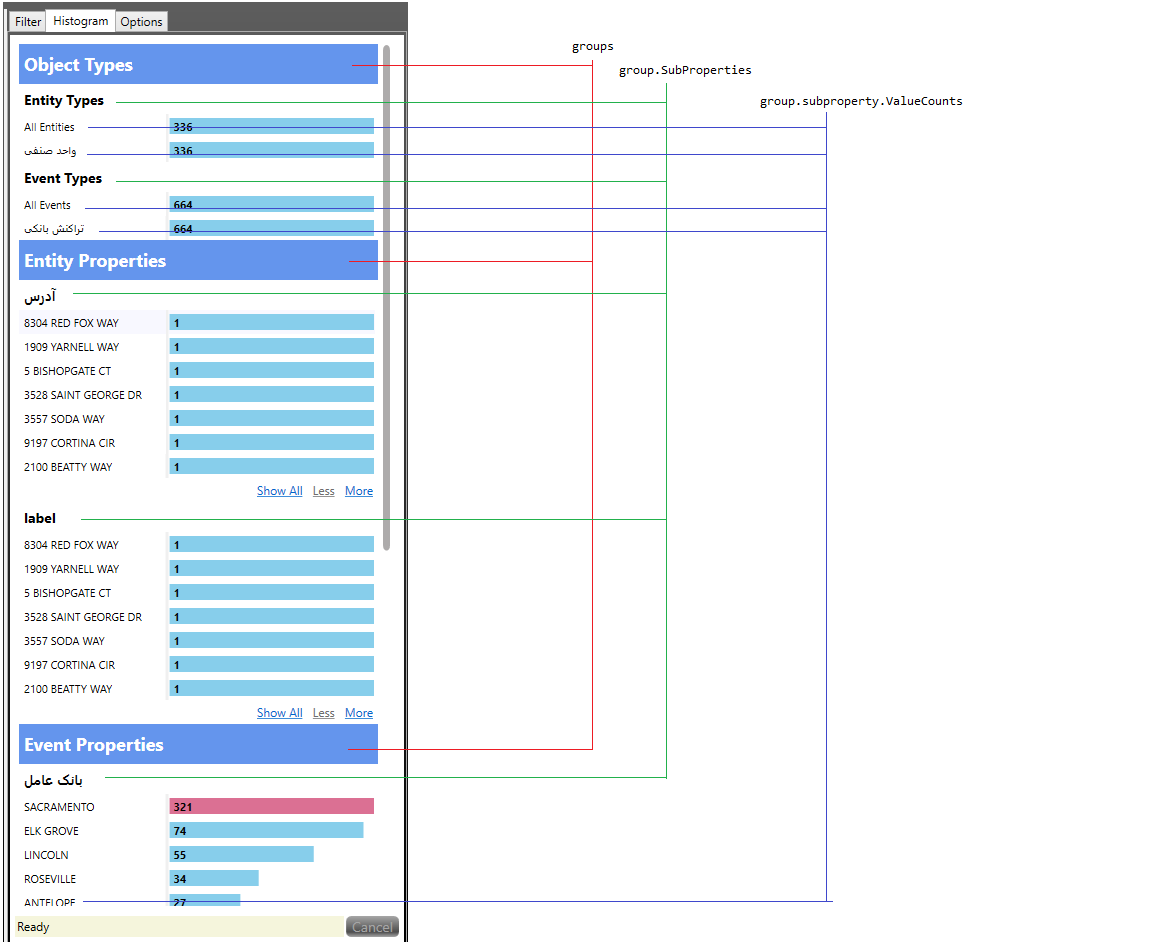 Filter Histogram Options
groups
group.SubProperties
group.subproperty.ValueCounts
Object Types
Entity Types
All Entities 336
واحد صنفی 336
Event Types
All Events 664
تراکنش بانکی 664
Entity Properties
آدرس
8304 RED FOX WAY 1
1909 YARNELL WAY 1
5 BISHOPGATE CT 1
3528 SAINT GEORGE DR 1
3557 SODA WAY 1
9197 CORTINA CIR 1
2100 BEATTY WAY 1
Show All Less More
label
8304 RED FOX WAY 1
1909 YARNELL WAY 1
5 BISHOPGATE CT 1
3528 SAINT GEORGE DR 1
3557 SODA WAY 1
9197 CORTINA CIR 1
2100 BEATTY WAY 1
Show All Less More
Event Properties
بانک عامل
SACRAMENTO 321
ELK GROVE 74
LINCOLN 55
ROSEVILLE 34
ANTELOPE 27
Ready Cancel